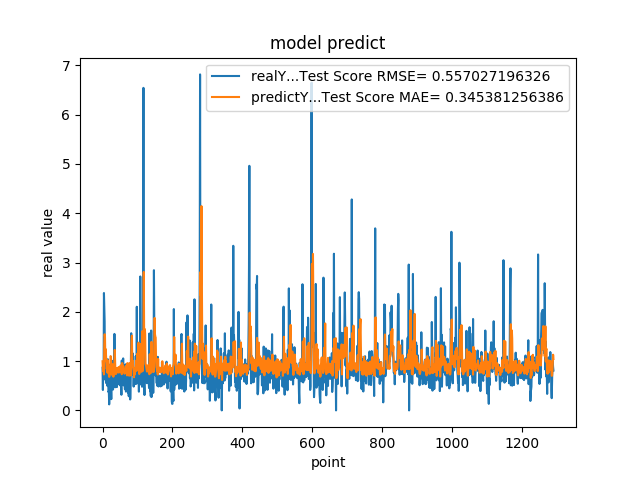 model predict
realY...Test Score RMSE= 0.557027196326
predictY...Test Score MAE= 0.345381256386
real value
7
6
5
4
3
2
1
0
0 200 400 600 800 1000 1200
point